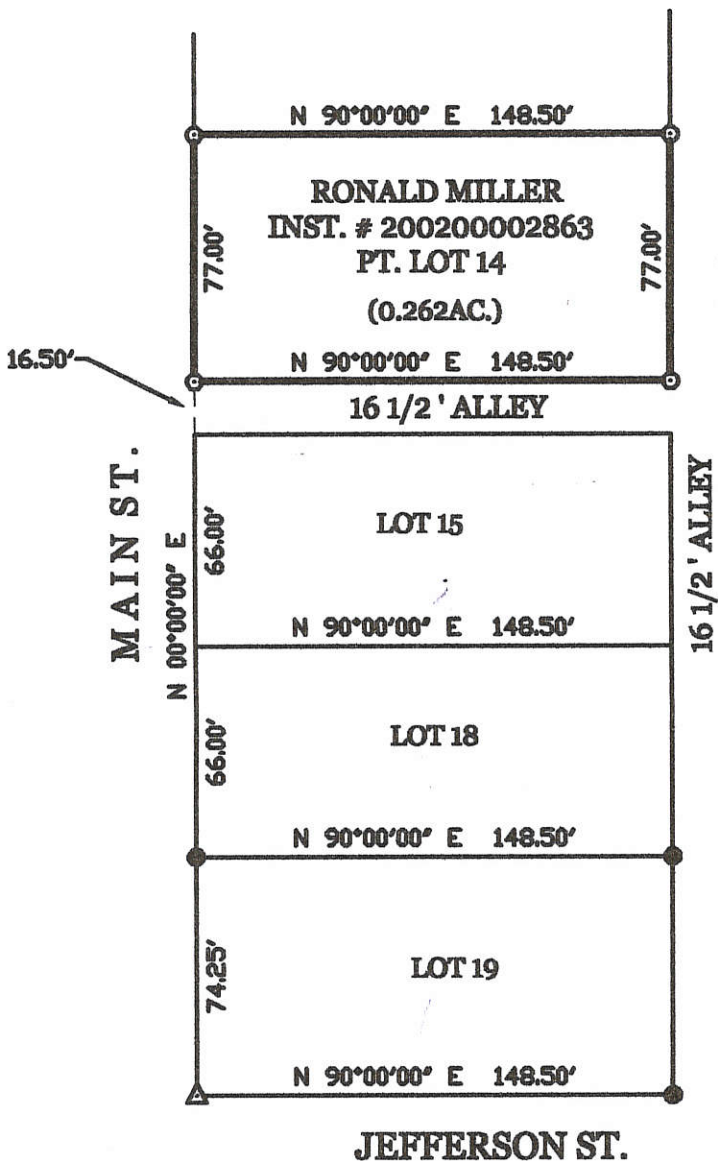 N 90°00'00" E 148.50'
RONALD MILLER
INST. # 200200002863
PT. LOT 14
(0.262AC.)
77.00'
77.00'
N 90°00'00" E 148.50'
16.50'
16 1/2 ' ALLEY
MAIN ST.
N 00°00'00" E
66.00'
LOT 15
16 1/2 ' ALLEY
N 90°00'00" E 148.50'
66.00'
LOT 18
N 90°00'00" E 148.50'
74.25'
LOT 19
N 90°00'00" E 148.50'
JEFFERSON ST.